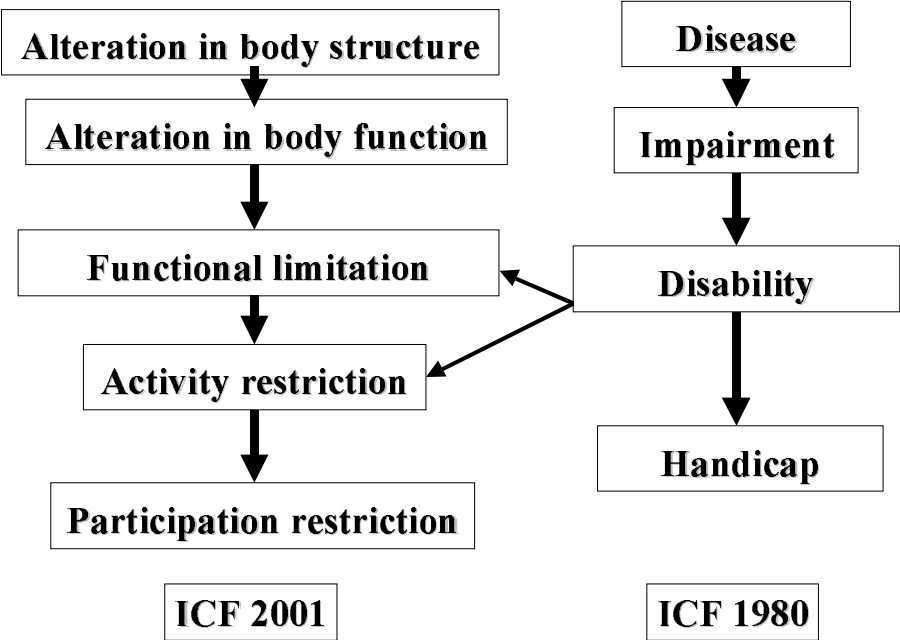 Alteration in body structure
Alteration in body function
Functional limitation
Activity restriction
Participation restriction
ICF 2001
Disease
Impairment
Disability
Handicap
ICF 1980